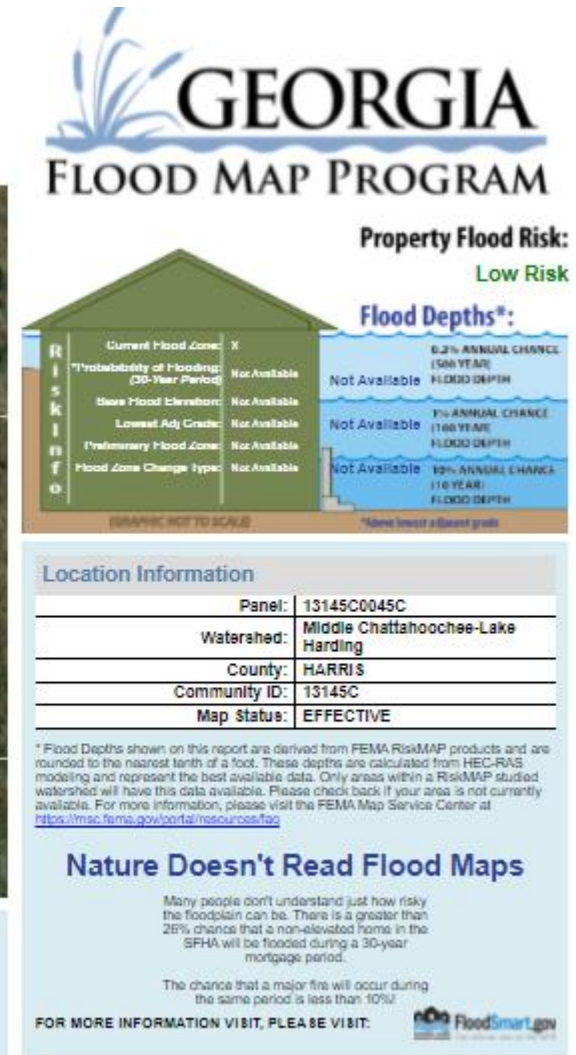 GEORGIA
FLOOD MAP PROGRAM
Property Flood Risk:
Low Risk
Flood Depths*:
Risk Info
Current Flood Zone: X
*Probability of Flooding: (30-Year Period) Not Available
Base Flood Elevation: Not Available
Lowest Adj Grade: Not Available
Preliminary Flood Zone: Not Available
Flood Zone Change Type: Not Available
Not Available
0.2% ANNUAL CHANCE
(500 YEAR)
FLOOD DEPTH
Not Available
1% ANNUAL CHANCE
(100 YEAR)
FLOOD DEPTH
Not Available
10% ANNUAL CHANCE
(10 YEAR)
FLOOD DEPTH
(GRAPHIC NOT TO SCALE)
*Above lowest adjacent grade
Location Information
Panel: 13145C0045C
Watershed: Middle Chattahoochee-Lake
Harding
County: HARRIS
Community ID: 13145C
Map Status: EFFECTIVE
* Flood Depths shown on this report are derived from FEMA RiskMAP products and are
rounded to the nearest tenth of a foot. These depths are calculated from HEC-RAS
modeling and represent the best available data. Only areas within a RiskMAP studied
watershed will have this data available. Please check back if your area is not currently
available. For more information, please visit the FEMA Map Service Center at
https://msc.fema.gov/portal/resources/faq
Nature Doesn't Read Flood Maps
Many people don't understand just how risky
the floodplain can be. There is a greater than
26% chance that a non-elevated home in the
SFHA will be flooded during a 30-year
mortgage period.
The chance that a major fire will occur during
the same period is less than 10%!
FOR MORE INFORMATION VISIT, PLEASE VISIT:
FloodSmart.gov